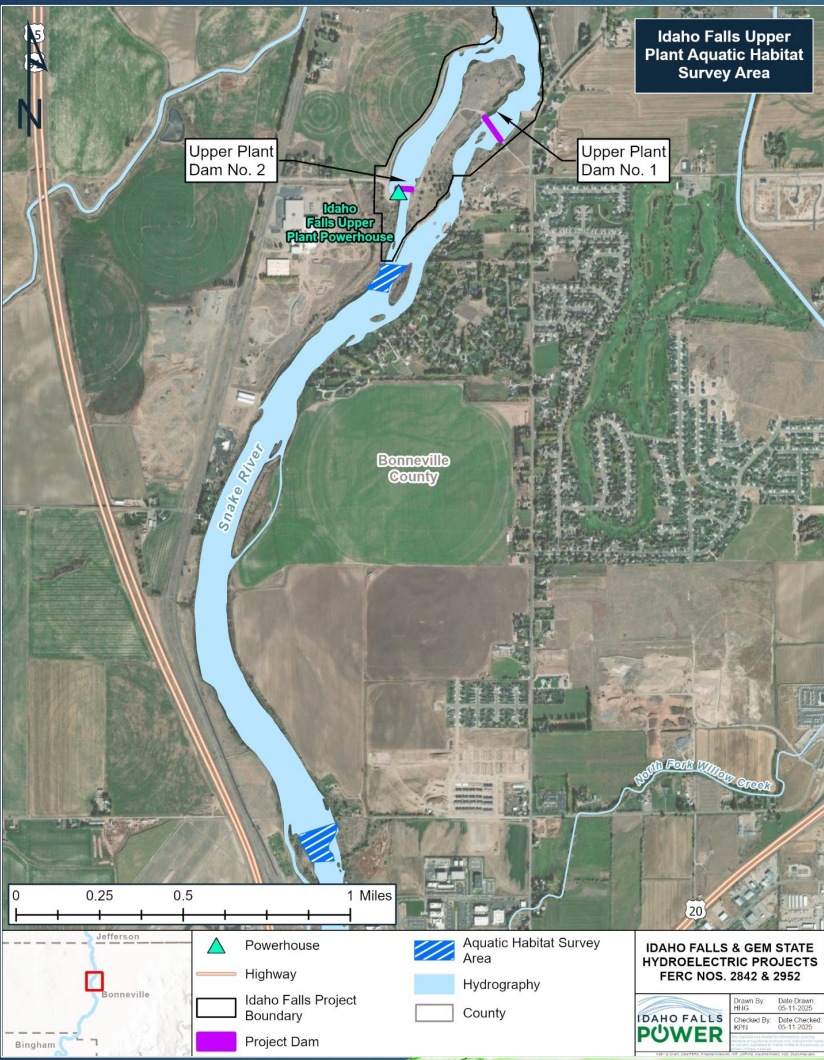 Idaho Falls Upper
Plant Aquatic Habitat
Survey Area
N
Upper Plant
Dam No. 2
Upper Plant
Dam No. 1
Idaho
Falls Upper
Plant Powerhouse
Snake River
Bonneville
County
North Fork Willow Creek
20
0 0.25 0.5 1 Miles
Jefferson
Bonneville
Bingham
Powerhouse
Highway
Idaho Falls Project
Boundary
Project Dam
Aquatic Habitat Survey
Area
Hydrography
County
IDAHO FALLS & GEM STATE
HYDROELECTRIC PROJECTS
FERC NOS. 2842 & 2952
IDAHO FALLS
POWER
Drawn By: Date Drawn:
HNG 05-11-2025
Checked By: Date Checked:
KPN 05-11-2025